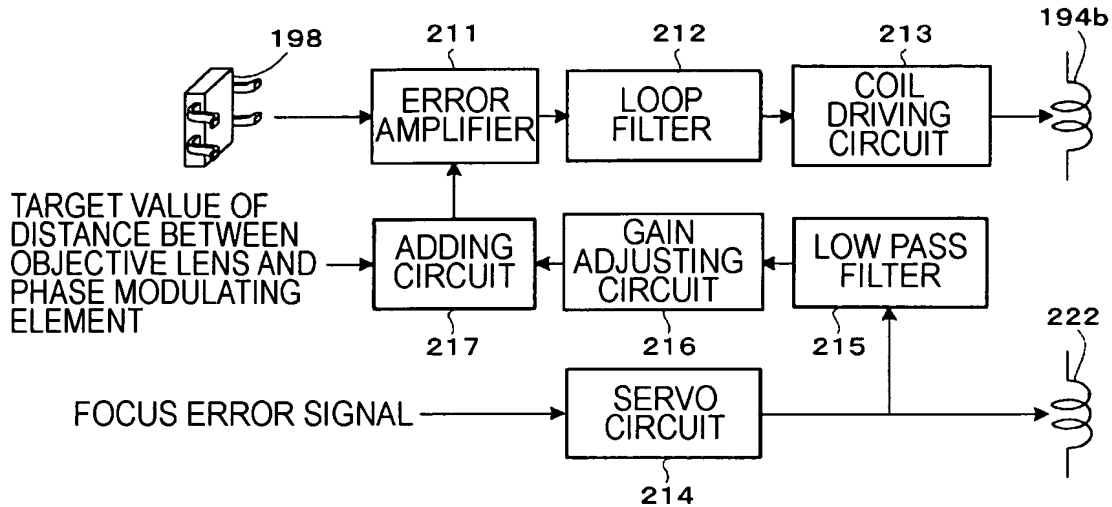 198
211
212
213
194b
ERROR
AMPLIFIER
LOOP
FILTER
COIL
DRIVING
CIRCUIT
TARGET VALUE OF
DISTANCE BETWEEN
OBJECTIVE LENS AND
PHASE MODULATING
ELEMENT
ADDING
CIRCUIT
GAIN
ADJUSTING
CIRCUIT
LOW PASS
FILTER
217
216
215
222
FOCUS ERROR SIGNAL
SERVO
CIRCUIT
214